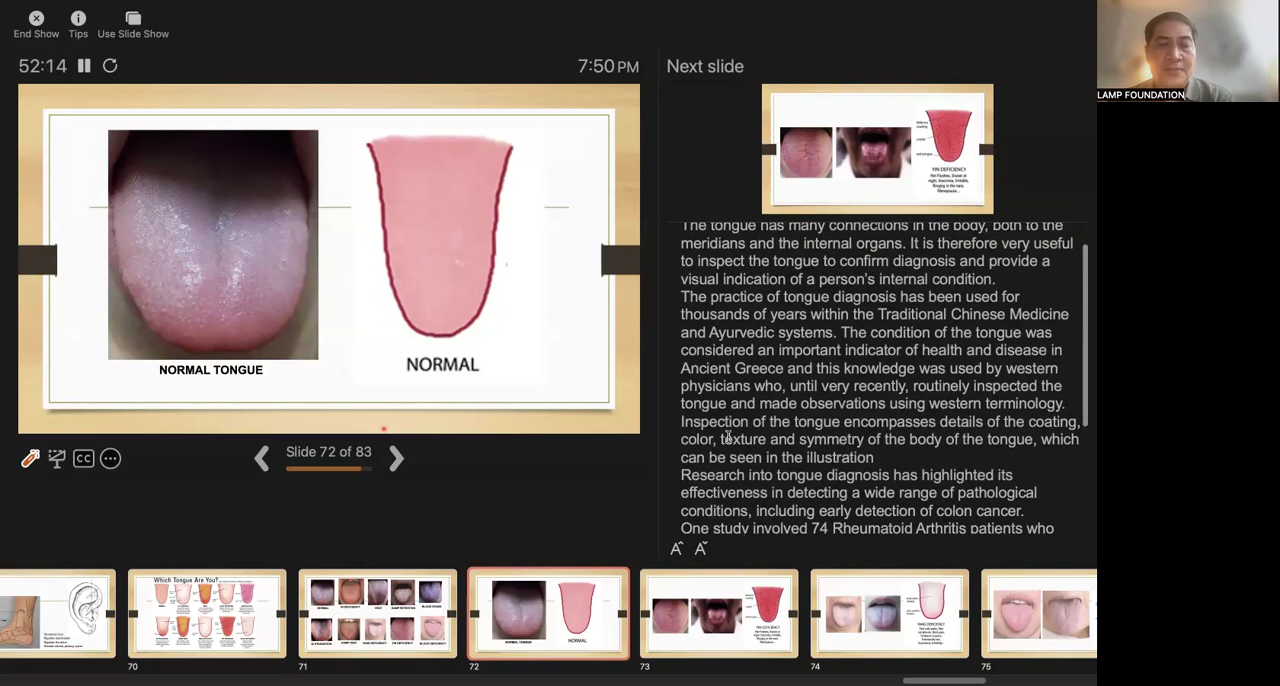 End Show
Tips
Use Slide Show
LAMP FOUNDATION
52:14
7:50 PM
Next slide
NORMAL TONGUE
NORMAL
YIN DEFICIENCY
The tongue has many connections in the body, both to the
meridians and the internal organs. It is therefore very useful
to inspect the tongue to confirm diagnosis and provide a
visual indication of a person's internal condition.
The practice of tongue diagnosis has been used for
thousands of years within the Traditional Chinese Medicine
and Ayurvedic systems. The condition of the tongue was
considered an important indicator of health and disease in
Ancient Greece and this knowledge was used by western
physicians who, until very recently, routinely inspected the
tongue and made observations using western terminology.
Inspection of the tongue encompasses details of the coating,
color, texture and symmetry of the body of the tongue, which
can be seen in the illustration
Research into tongue diagnosis has highlighted its
effectiveness in detecting a wide range of pathological
conditions, including early detection of colon cancer.
One study involved 74 Rheumatoid Arthritis patients who
CC
Slide 72 of 83
Which Tongue Are You?
NORMAL TONGUE
NORMAL
YIN DEFICIENCY
YANG DEFICIENCY
70
71
72
73
74
75